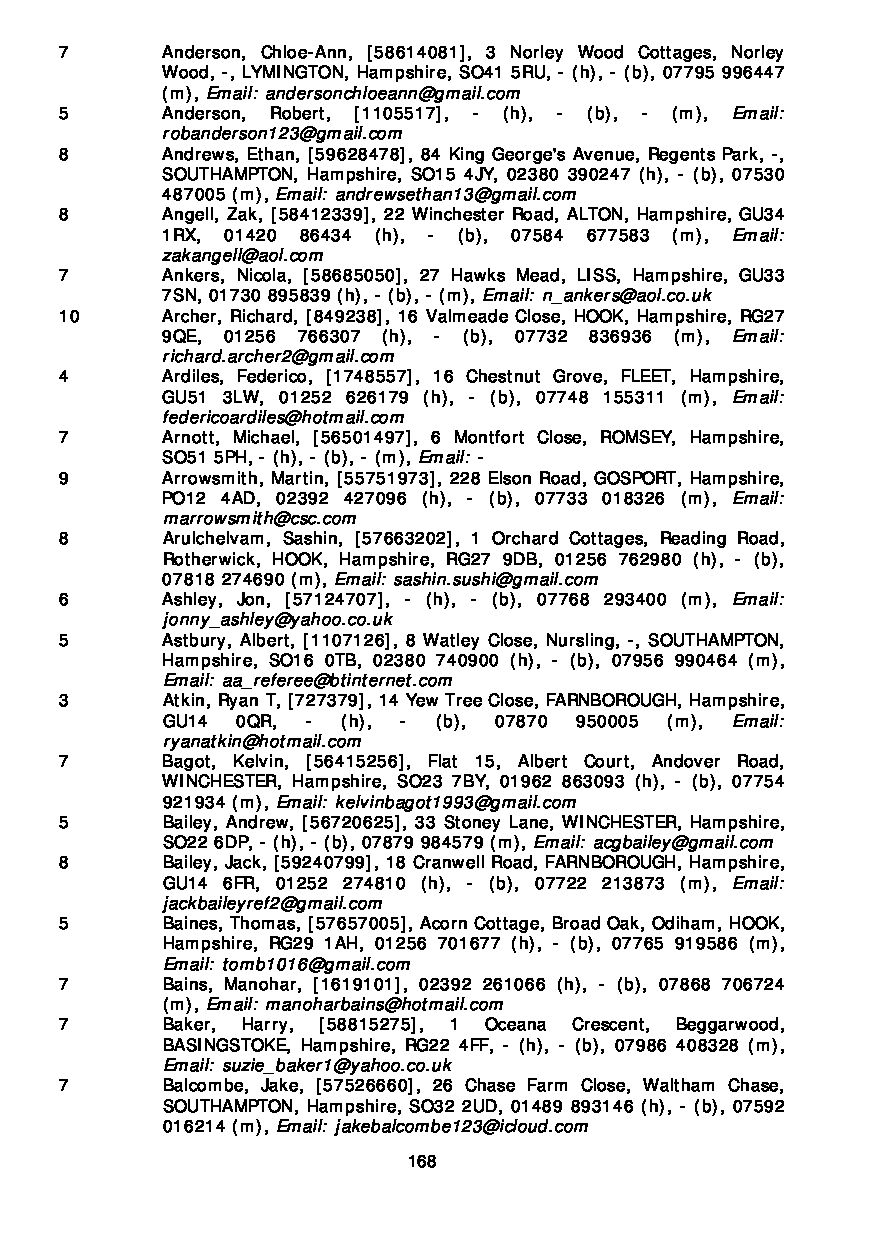 7 Anderson, Chloe-Ann, [58614081], 3 Norley Wood Cottages, Norley
Wood, -, LYMINGTON, Hampshire, SO41 5RU, - (h), - (b), 07795 996447
(m), Email: andersonchloeann@gmail.com
5 Anderson, Robert, [1105517], - (h), - (b), - (m), Email:
robanderson123@gmail.com
8 Andrews, Ethan, [59628478], 84 King George's Avenue, Regents Park, -,
SOUTHAMPTON, Hampshire, SO15 4JY, 02380 390247 (h), - (b), 07530
487005 (m), Email: andrewsethan13@gmail.com
8 Angell, Zak, [58412339], 22 Winchester Road, ALTON, Hampshire, GU34
1RX, 01420 86434 (h), - (b), 07584 677583 (m), Email:
zakangell@aol.com
7 Ankers, Nicola, [58685050], 27 Hawks Mead, LISS, Hampshire, GU33
7SN, 01730 895839 (h), - (b), - (m), Email: n_ankers@aol.co.uk
10 Archer, Richard, [849238], 16 Valmeade Close, HOOK, Hampshire, RG27
9QE, 01256 766307 (h), - (b), 07732 836936 (m), Email:
richard.archer2@gmail.com
4 Ardiles, Federico, [1748557], 16 Chestnut Grove, FLEET, Hampshire,
GU51 3LW, 01252 626179 (h), - (b), 07748 155311 (m), Email:
federicoardiles@hotmail.com
7 Arnott, Michael, [56501497], 6 Montfort Close, ROMSEY, Hampshire,
SO51 5PH, - (h), - (b), - (m), Email: -
9 Arrowsmith, Martin, [55751973], 228 Elson Road, GOSPORT, Hampshire,
PO12 4AD, 02392 427096 (h), - (b), 07733 018326 (m), Email:
marrowsmith@csc.com
8 Arulchelvam, Sashin, [57663202], 1 Orchard Cottages, Reading Road,
Rotherwick, HOOK, Hampshire, RG27 9DB, 01256 762980 (h), - (b),
07818 274690 (m), Email: sashin.sushi@gmail.com
6 Ashley, Jon, [57124707], - (h), - (b), 07768 293400 (m), Email:
jonny_ashley@yahoo.co.uk
5 Astbury, Albert, [1107126], 8 Watley Close, Nursling, -, SOUTHAMPTON,
Hampshire, SO16 0TB, 02380 740900 (h), - (b), 07956 990464 (m),
Email: aa_referee@btinternet.com
3 Atkin, Ryan T, [727379], 14 Yew Tree Close, FARNBOROUGH, Hampshire,
GU14 0QR, - (h), - (b), 07870 950005 (m), Email:
ryanatkin@hotmail.com
7 Bagot, Kelvin, [56415256], Flat 15, Albert Court, Andover Road,
WINCHESTER, Hampshire, SO23 7BY, 01962 863093 (h), - (b), 07754
921934 (m), Email: kelvinbagot1993@gmail.com
5 Bailey, Andrew, [56720625], 33 Stoney Lane, WINCHESTER, Hampshire,
SO22 6DP, - (h), - (b), 07879 984579 (m), Email: acgbailey@gmail.com
8 Bailey, Jack, [59240799], 18 Cranwell Road, FARNBOROUGH, Hampshire,
GU14 6FR, 01252 274810 (h), - (b), 07722 213873 (m), Email:
jackbaileyref2@gmail.com
5 Baines, Thomas, [57657005], Acorn Cottage, Broad Oak, Odiham, HOOK,
Hampshire, RG29 1AH, 01256 701677 (h), - (b), 07765 919586 (m),
Email: tomb1016@gmail.com
7 Bains, Manohar, [1619101], 02392 261066 (h), - (b), 07868 706724
(m), Email: manoharbains@hotmail.com
7 Baker, Harry, [58815275], 1 Oceana Crescent, Beggarwood,
BASINGSTOKE, Hampshire, RG22 4FF, - (h), - (b), 07986 408328 (m),
Email: suzie_baker1@yahoo.co.uk
7 Balcombe, Jake, [57526660], 26 Chase Farm Close, Waltham Chase,
SOUTHAMPTON, Hampshire, SO32 2UD, 01489 893146 (h), - (b), 07592
016214 (m), Email: jakebalcombe123@icloud.com
168